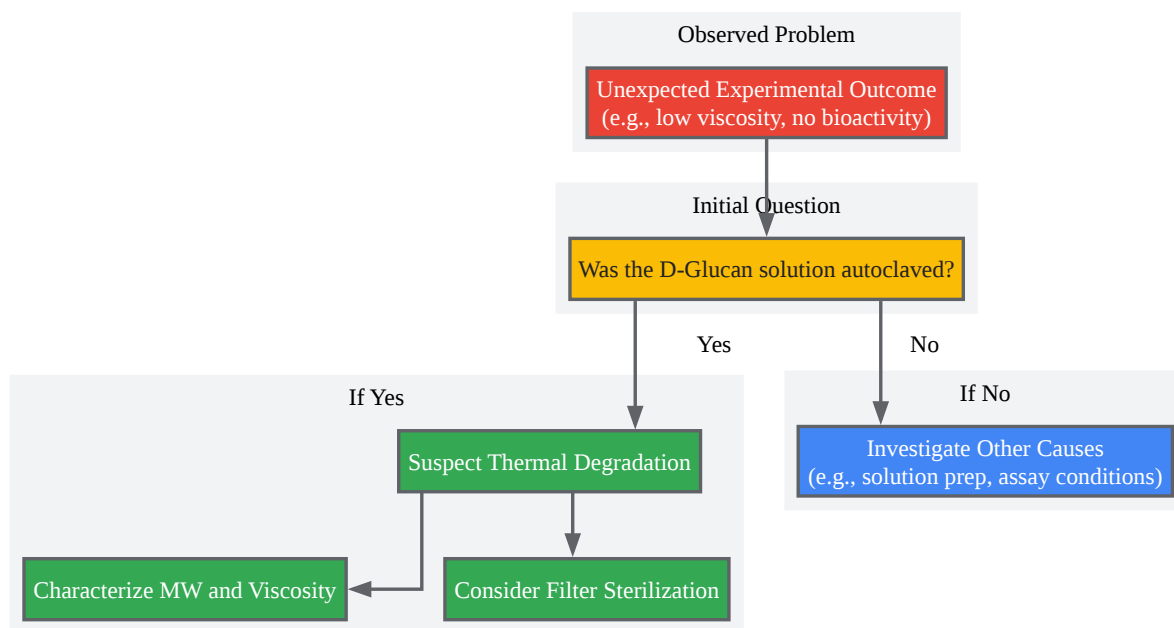 Observed Problem
Unexpected Experimental Outcome
(e.g., low viscosity, no bioactivity)
Initial Question
Was the D-Glucan solution autoclaved?
Yes
No
If Yes
If No
Suspect Thermal Degradation
Investigate Other Causes
(e.g., solution prep, assay conditions)
Characterize MW and Viscosity
Consider Filter Sterilization